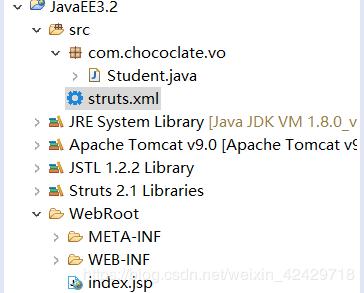 JavaEE3.2
src
com.chococlate.vo
Student.java
struts.xml
JRE System Library [Java JDK VM 1.8.0_v
Apache Tomcat v9.0 [Apache Tomcat v9
JSTL 1.2.2 Library
Struts 2.1 Libraries
WebRoot
META-INF
WEB-INF
https://blog.csdn.net/weixin_42429718
index.jsp